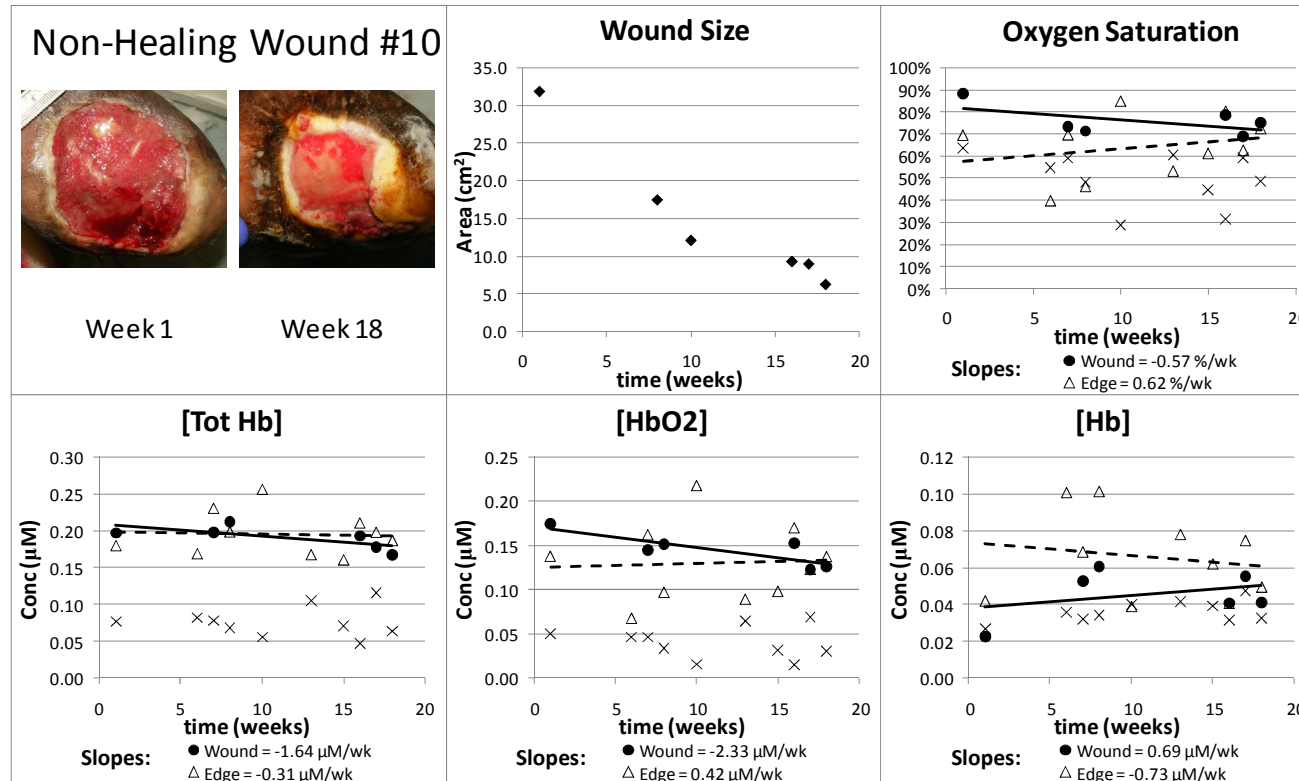 Non-Healing Wound #10
Week 1
Week 18
Wound Size
35.0
30.0
25.0
20.0
15.0
10.0
5.0
0.0
Area (cm²)
0 5 10 15 20
time (weeks)
Oxygen Saturation
100%
90%
80%
70%
60%
50%
40%
30%
20%
10%
0%
0 5 10 15 20
time (weeks)
Slopes:
Wound = -0.57 %/wk
Edge = 0.62 %/wk
[Tot Hb]
0.30
0.25
0.20
0.15
0.10
0.05
0.00
Conc (µM)
0 5 10 15 20
time (weeks)
Slopes:
Wound = -1.64 µM/wk
Edge = -0.31 µM/wk
[HbO2]
0.25
0.20
0.15
0.10
0.05
0.00
Conc (µM)
0 5 10 15 20
time (weeks)
Slopes:
Wound = -2.33 µM/wk
Edge = 0.42 µM/wk
[Hb]
0.12
0.10
0.08
0.06
0.04
0.02
0.00
Conc (µM)
0 5 10 15 20
time (weeks)
Slopes:
Wound = 0.69 µM/wk
Edge = -0.73 µM/wk